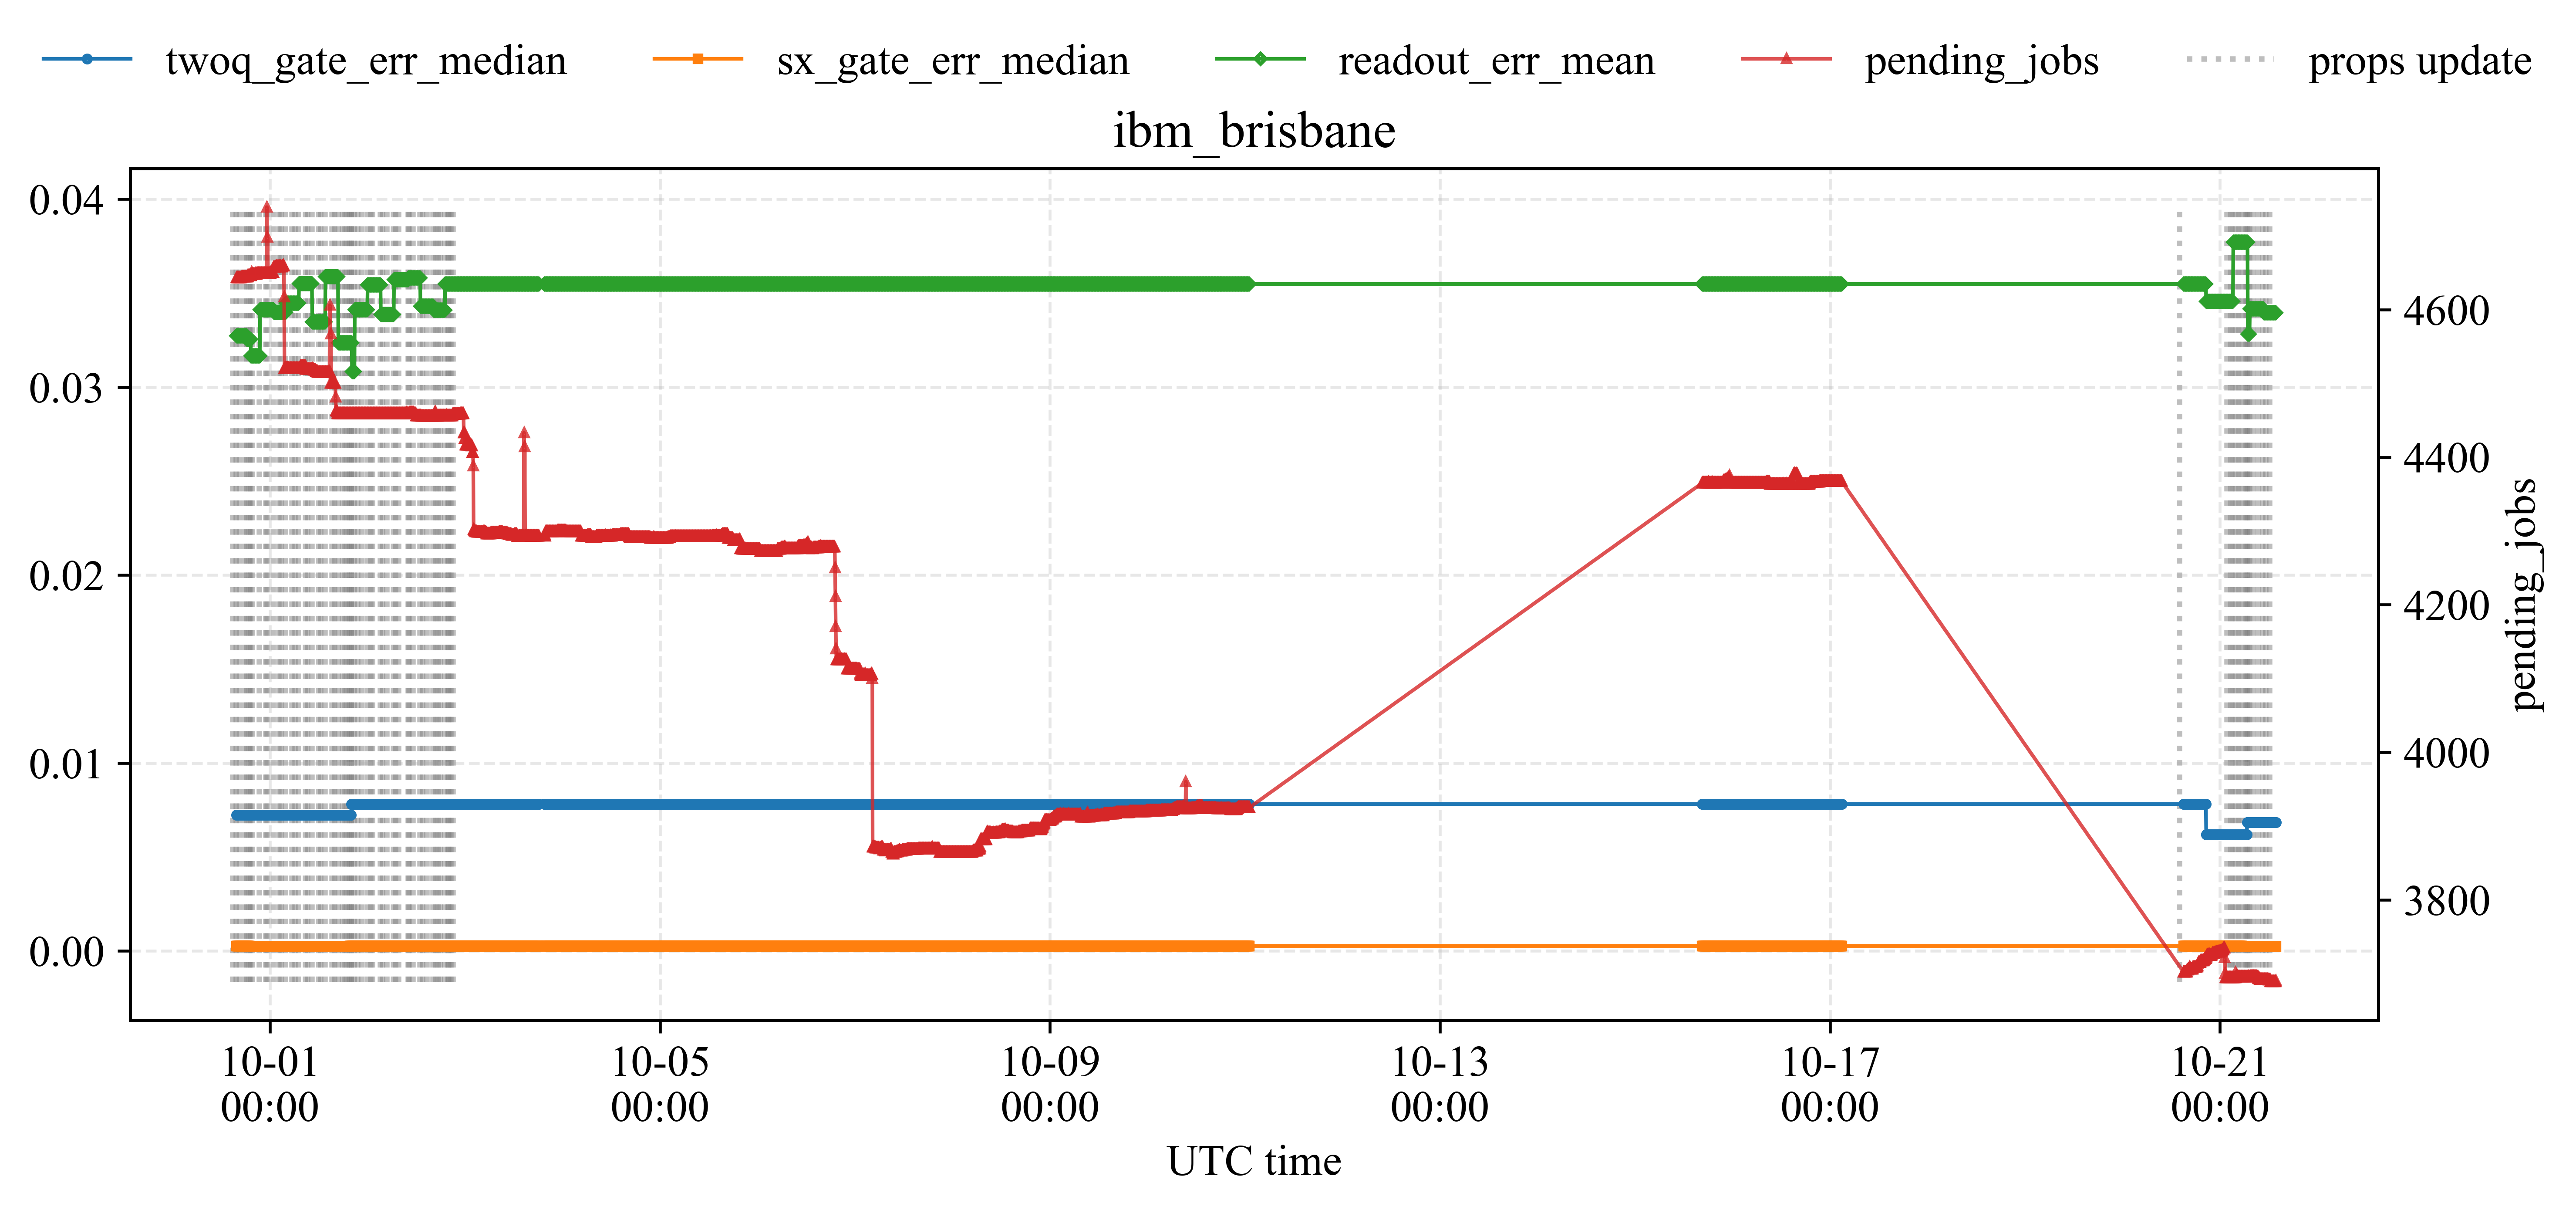 twoq_gate_err_median sx_gate_err_median readout_err_mean pending_jobs props update
ibm_brisbane
0.04
0.03
0.02
0.01
0.00
4600
4400
4200
4000
3800
pending_jobs
10-01 10-05 10-09 10-13 10-17 10-21
00:00 00:00 00:00 00:00 00:00 00:00
UTC time